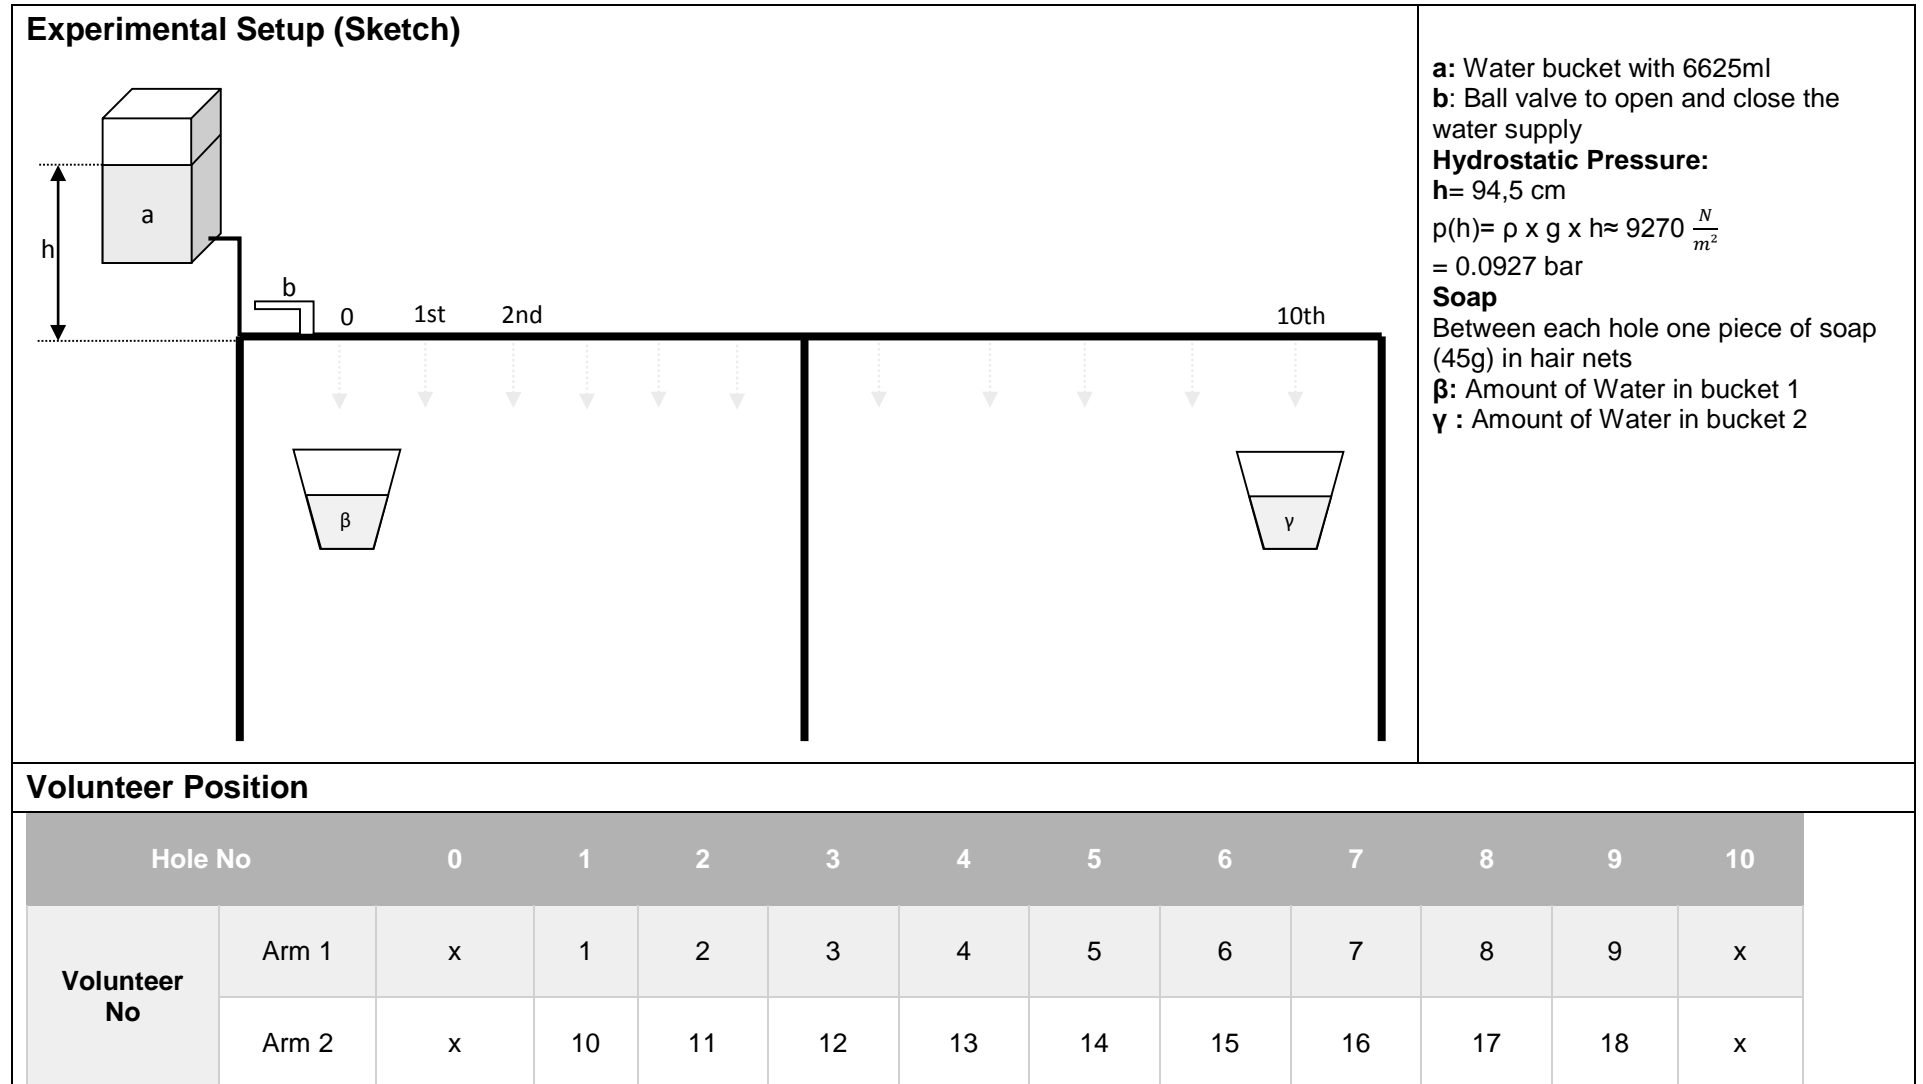 Experimental Setup (Sketch)
a
h
b
0
1st
2nd
10th
β
γ
a: Water bucket with 6625ml
b: Ball valve to open and close the
water supply
Hydrostatic Pressure:
h= 94,5 cm
p(h)= ρ x g x h≈ 9270 N/m²
= 0.0927 bar
Soap
Between each hole one piece of soap
(45g) in hair nets
β: Amount of Water in bucket 1
γ : Amount of Water in bucket 2
Volunteer Position
Hole No 0 1 2 3 4 5 6 7 8 9 10
Volunteer
No
Arm 1 x 1 2 3 4 5 6 7 8 9 x
Arm 2 x 10 11 12 13 14 15 16 17 18 x